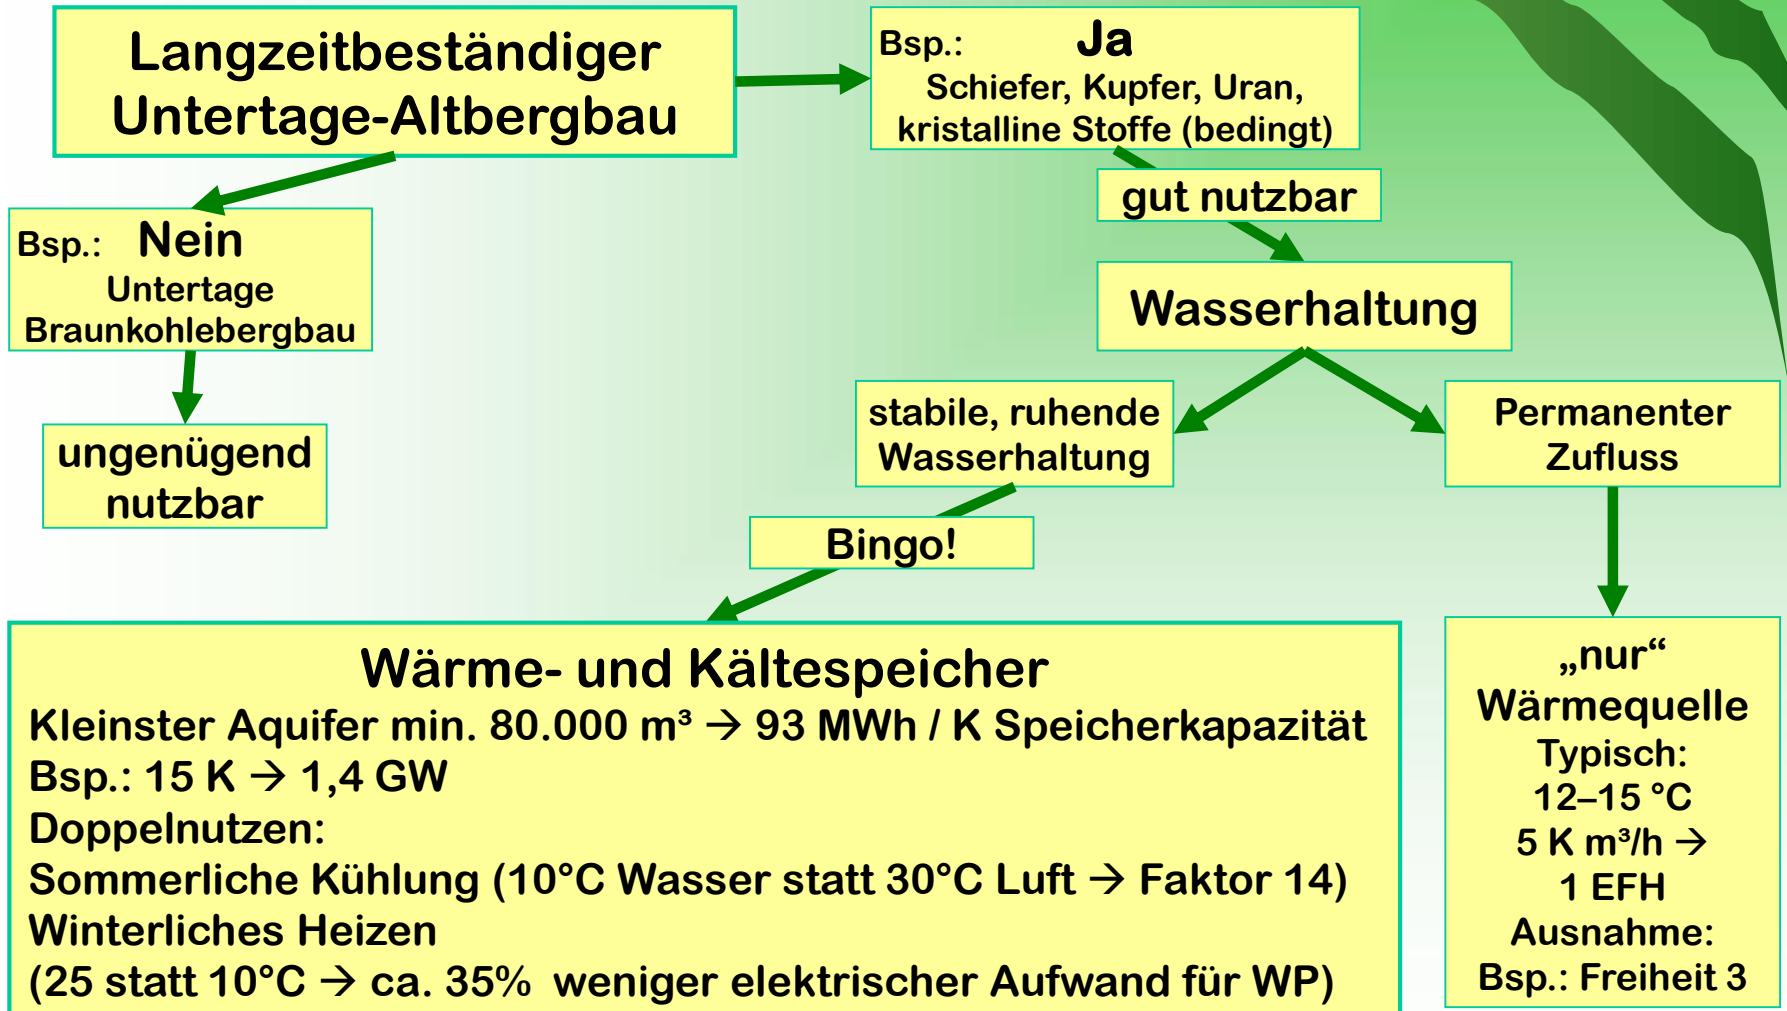 Langzeitbeständiger
Untertage-Altbergbau
Bsp.: Ja
Schiefer, Kupfer, Uran,
kristalline Stoffe (bedingt)
gut nutzbar
Bsp.: Nein
Untertage
Braunkohlebergbau
Wasserhaltung
ungenügend
nutzbar
stabile, ruhende
Wasserhaltung
Permanenter
Zufluss
Bingo!
Wärme- und Kältespeicher
Kleinster Aquifer min. 80.000 m³ → 93 MWh / K Speicherkapazität
Bsp.: 15 K → 1,4 GW
Doppelnutzen:
Sommerliche Kühlung (10°C Wasser statt 30°C Luft → Faktor 14)
Winterliches Heizen
(25 statt 10°C → ca. 35% weniger elektrischer Aufwand für WP)
„nur“
Wärmequelle
Typisch:
12–15 °C
5 K m³/h →
1 EFH
Ausnahme:
Bsp.: Freiheit 3